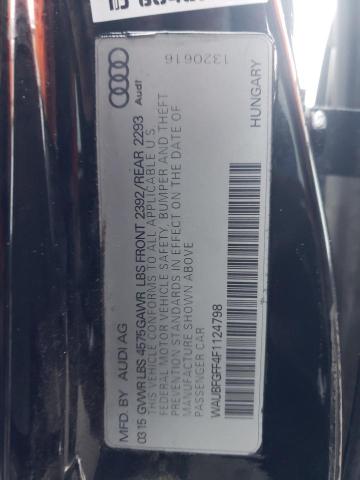 Audi
1320616
MFD. BY AUDI AG
03 15 GVWR LBS 4575 GAWR LBS FRONT 2392/REAR 2293
THIS VEHICLE CONFORMS TO ALL APPLICABLE U.S.
FEDERAL MOTOR VEHICLE SAFETY, BUMPER AND THEFT
PREVENTION STANDARDS IN EFFECT ON THE DATE OF
MANUFACTURE SHOWN ABOVE
PASSENGER CAR
WAUBFGFF4F1124798
HUNGARY